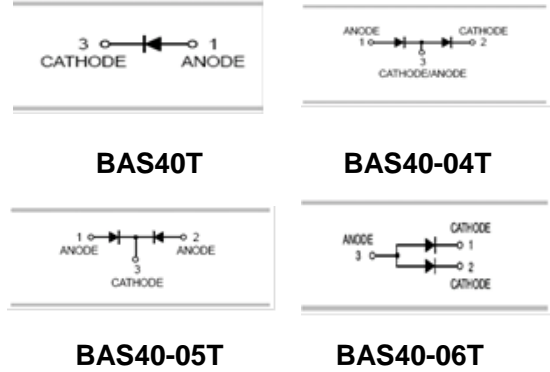 3 1
CATHODE ANODE
BAS40T
ANODE CATHODE
1 2
3
CATHODE/ANODE
BAS40-04T
1 2
ANODE ANODE
3
CATHODE
BAS40-05T
CATHODE
ANODE 1
3 2
CATHODE
BAS40-06T